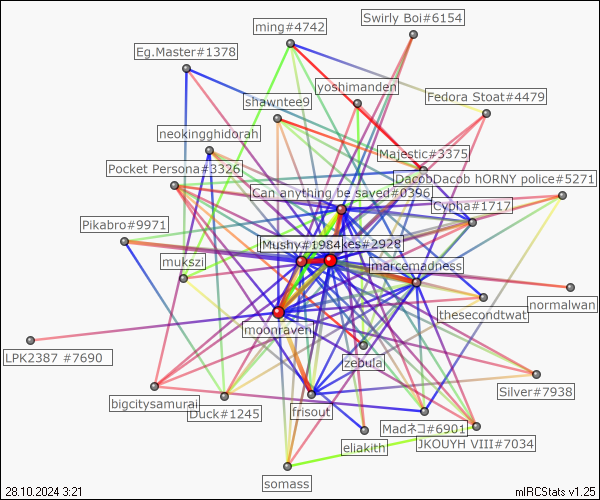 Swirly Boi#6154
ming#4742
Eg.Master#1378
yoshimanden
Fedora Stoat#4479
shawntee9
neokingghidorah
Majestic#3375
Pocket Persona#3326
DacobDacob hORNY police#5271
Can anything be saved#0396
Cypha#1717
Pikabro#9971
Mushy#1984
kes#2928
mukszi
marcemadness
normalwan
thesecondtwat
moonraven
LPK2387 #7690
zebula
Silver#7938
bigcitysamurai
Duck#1245
frisout
Madネコ#6901
JKOUYH VIII#7034
eliakith
somass
28.10.2024 3:21
mIRCStats v1.25